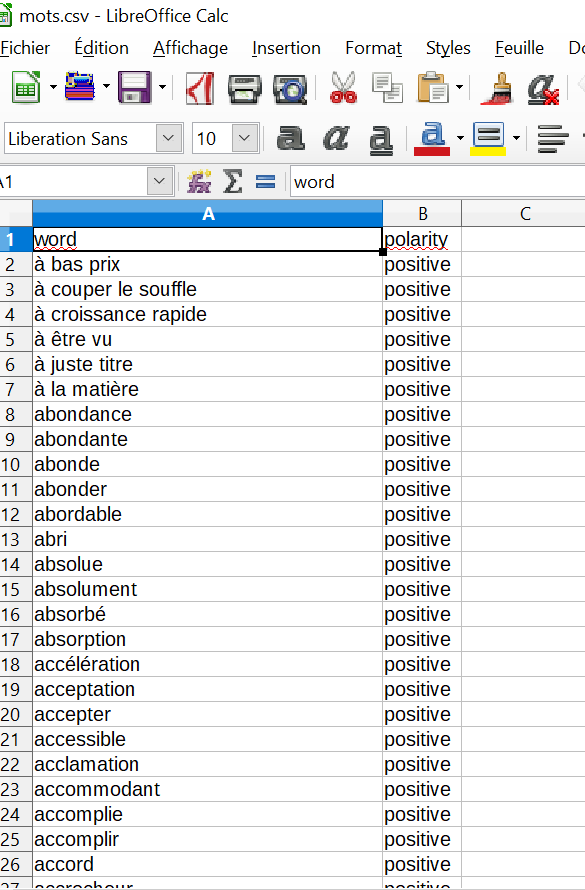 mots.csv - LibreOffice Calc
Fichier Édition Affichage Insertion Format Styles Feuille
Liberation Sans 10 a a a a
A1 fx Σ = word
A B C
1 word polarity
2 à bas prix positive
3 à couper le souffle positive
4 à croissance rapide positive
5 à être vu positive
6 à juste titre positive
7 à la matière positive
8 abondance positive
9 abondante positive
10 abonde positive
11 abonder positive
12 abordable positive
13 abri positive
14 absolue positive
15 absolument positive
16 absorbé positive
17 absorption positive
18 accélération positive
19 acceptation positive
20 accepter positive
21 accessible positive
22 acclamation positive
23 accommodant positive
24 accomplie positive
25 accomplir positive
26 accord positive